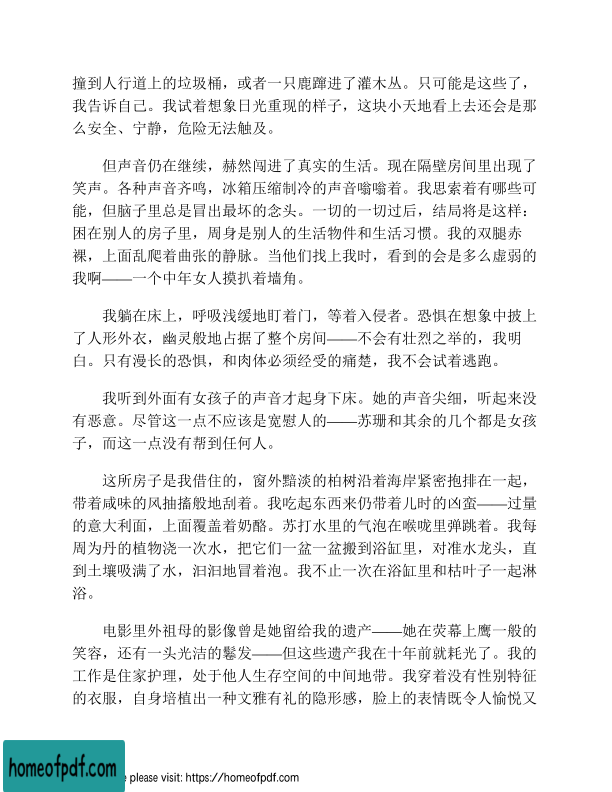 撞到人行道上的垃圾桶，或者一只鹿蹿进了灌木丛。只可能是这些了，
我告诉自己。我试着想象日光重现的样子，这块小天地看上去还会是那
么安全、宁静，危险无法触及。
但声音仍在继续，赫然闯进了真实的生活。现在隔壁房间里出现了
笑声。各种声音齐鸣，冰箱压缩制冷的声音嗡嗡着。我思索着有哪些可
能，但脑子里总是冒出最坏的念头。一切的一切过后，结局将是这样：
困在别人的房子里，周身是别人的生活物件和生活习惯。我的双腿赤
裸，上面乱爬着曲张的静脉。当他们找上我时，看到的会是多么虚弱的
我啊——一个中年女人摸扒着墙角。
我躺在床上，呼吸浅缓地盯着门，等着入侵者。恐惧在想象中披上
了人形外衣，幽灵般地占据了整个房间——不会有壮烈之举的，我明
白。只有漫长的恐惧，和肉体必须经受的痛楚，我不会试着逃跑。
我听到外面有女孩子的声音才起身下床。她的声音尖细，听起来没
有恶意。尽管这一点不应该是宽慰人的——苏珊和其余的几个都是女孩
子，而这一点没有帮到任何人。
这所房子是我借住的，窗外黯淡的柏树沿着海岸紧密抱排在一起，
带着咸味的风抽搐般地刮着。我吃起东西来仍带着儿时的凶蛮——过量
的意大利面，上面覆盖着奶酪。苏打水里的气泡在喉咙里弹跳着。我每
周为丹的植物浇一次水，把它们一盆一盆搬到浴缸里，对准水龙头，直
到土壤吸满了水，汩汩地冒着泡。我不止一次在浴缸里和枯叶子一起淋
浴。
电影里外祖母的影像曾是她留给我的遗产——她在荧幕上鹰一般的
笑容，还有一头光洁的鬈发——但这些遗产我在十年前就耗光了。我的
工作是住家护理，处于他人生存空间的中间地带。我穿着没有性别特征
的衣服，自身培植出一种文雅有礼的隐形感，脸上的表情既令人愉悦又
homeofpdf.com
e please visit: https://homeofpdf.com